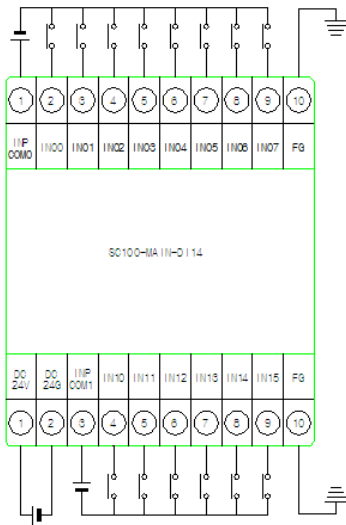 1 2 3 4 5 6 7 8 9 10
INP COM0 IN00 IN01 IN02 IN03 IN04 IN05 IN06 IN07 FG
SC100-MAIN-DI14
DC 24V DC 24G INP COM1 IN10 IN11 IN12 IN13 IN14 IN15 FG
1 2 3 4 5 6 7 8 9 10